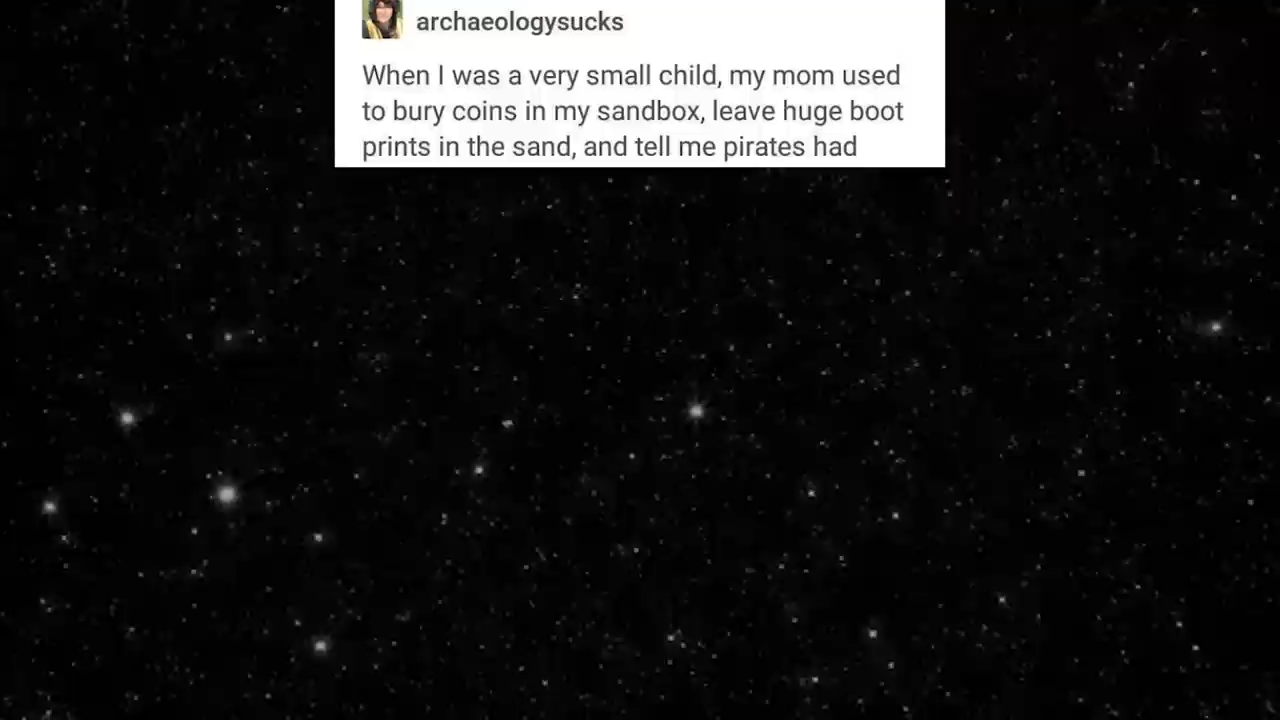 archaeologysucks
When I was a very small child, my mom used
to bury coins in my sandbox, leave huge boot
prints in the sand, and tell me pirates had